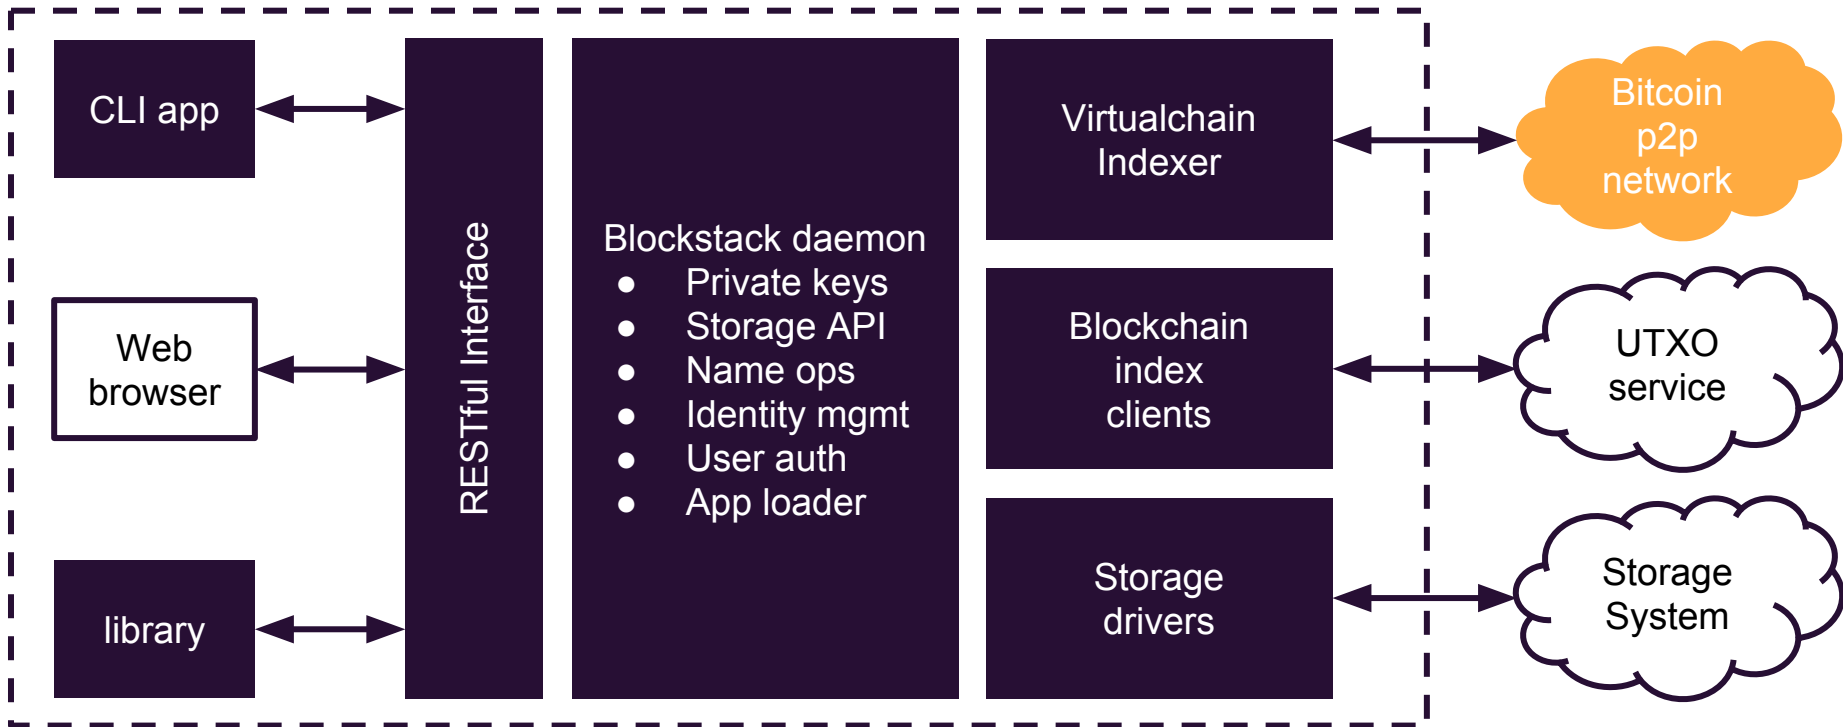 CLI app
Web
browser
library
RESTful Interface
Blockstack daemon
● Private keys
● Storage API
● Name ops
● Identity mgmt
● User auth
● App loader
Virtualchain
Indexer
Blockchain
index
clients
Storage
drivers
Bitcoin
p2p
network
UTXO
service
Storage
System